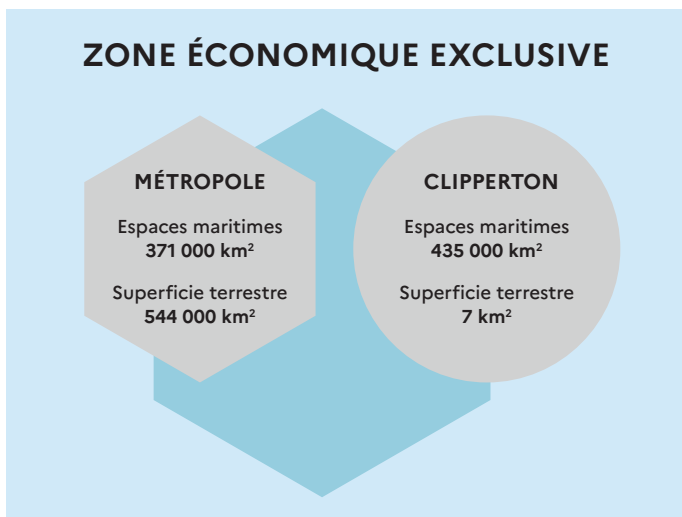 ZONE ÉCONOMIQUE EXCLUSIVE
MÉTROPOLE
Espaces maritimes
371 000 km²
Superficie terrestre
544 000 km²
CLIPPERTON
Espaces maritimes
435 000 km²
Superficie terrestre
7 km²